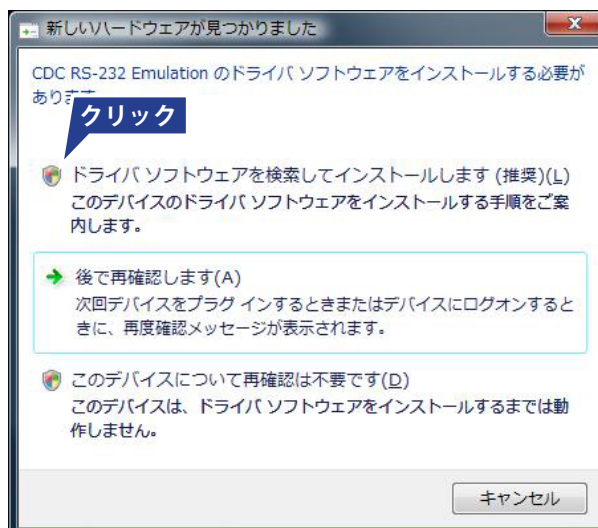 新しいハードウェアが見つかりました
CDC RS-232 Emulation のドライバ ソフトウェアをインストールする必要が
あります。
クリック
ドライバ ソフトウェアを検索してインストールします (推奨)(L)
このデバイスのドライバ ソフトウェアをインストールする手順をご案
内します。
後で再確認します(A)
次回デバイスをプラグ インするときまたはデバイスにログオンすると
きに、再度確認メッセージが表示されます。
このデバイスについて再確認は不要です(D)
このデバイスは、ドライバ ソフトウェアをインストールするまでは動
作しません。
キャンセル